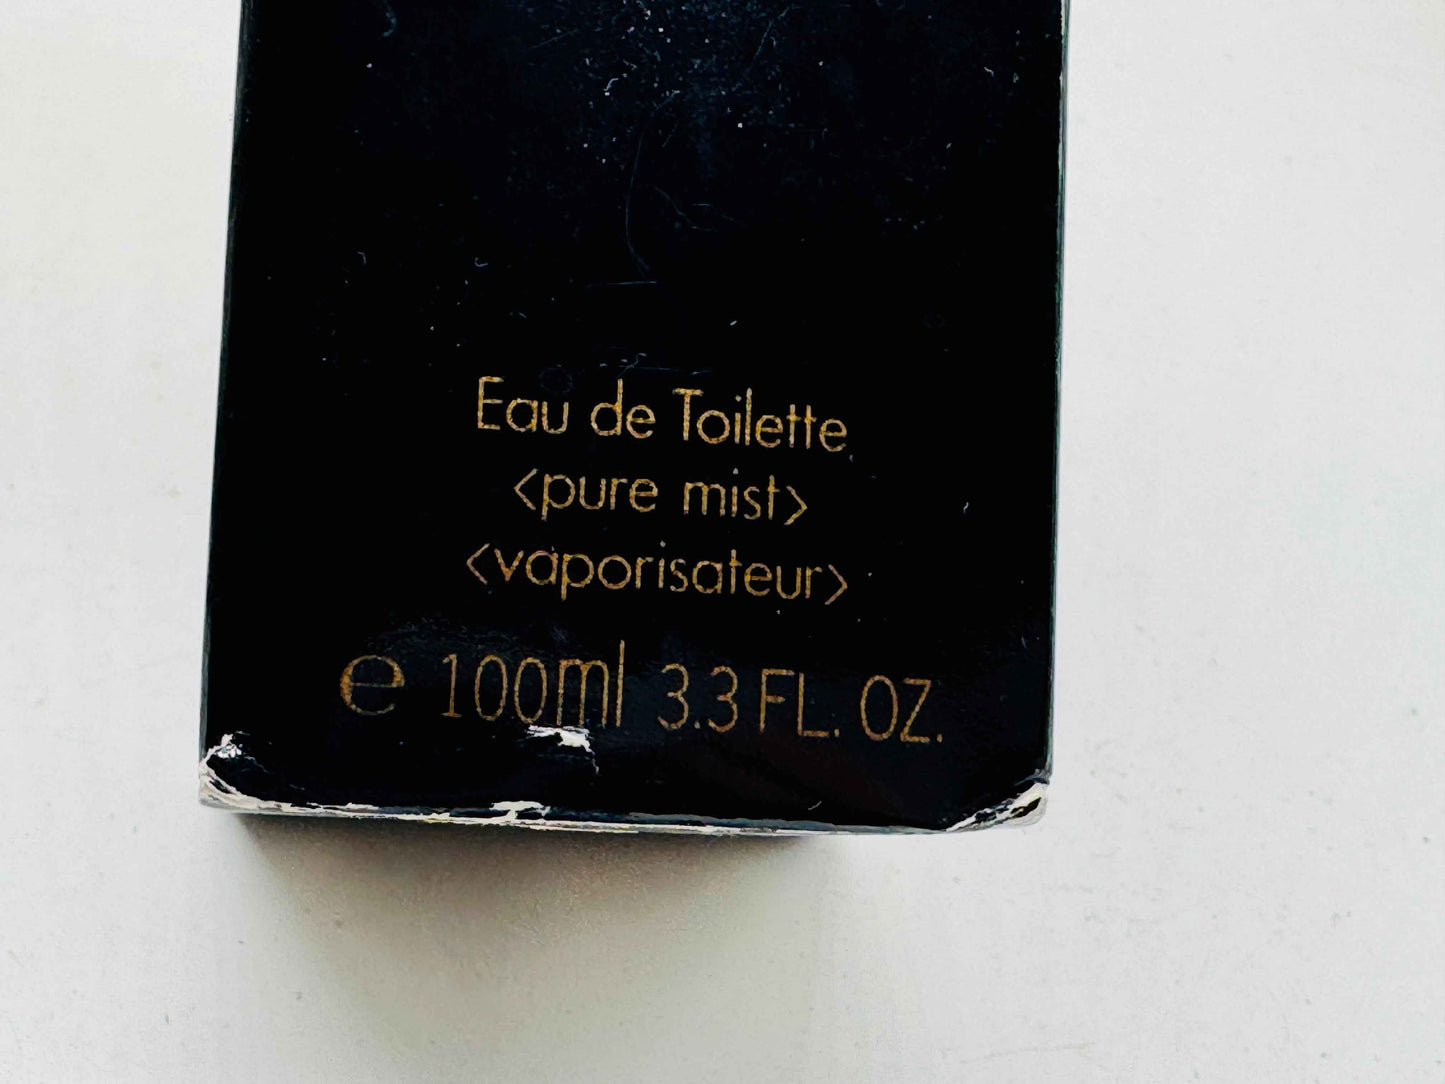 Eau de Toilette
<pure mist>
<vaporisateur>
℮ 100ml 3.3 FL. OZ.